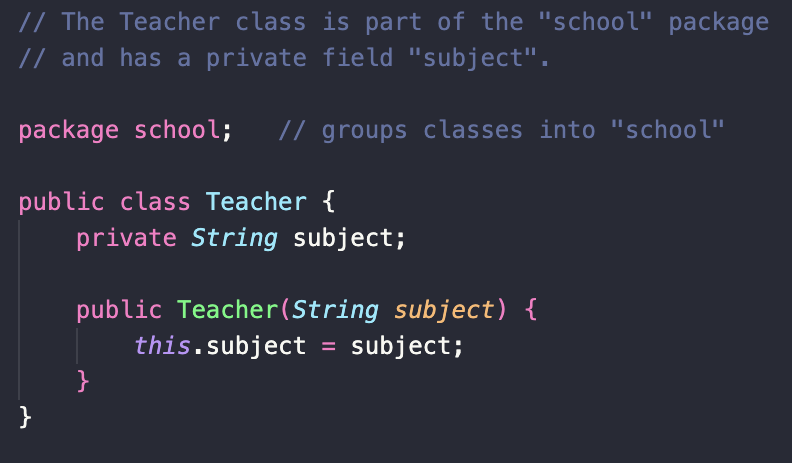 // The Teacher class is part of the "school" package
// and has a private field "subject".
package school;   // groups classes into "school"
public class Teacher {
    private String subject;
    public Teacher(String subject) {
        this.subject = subject;
    }
}